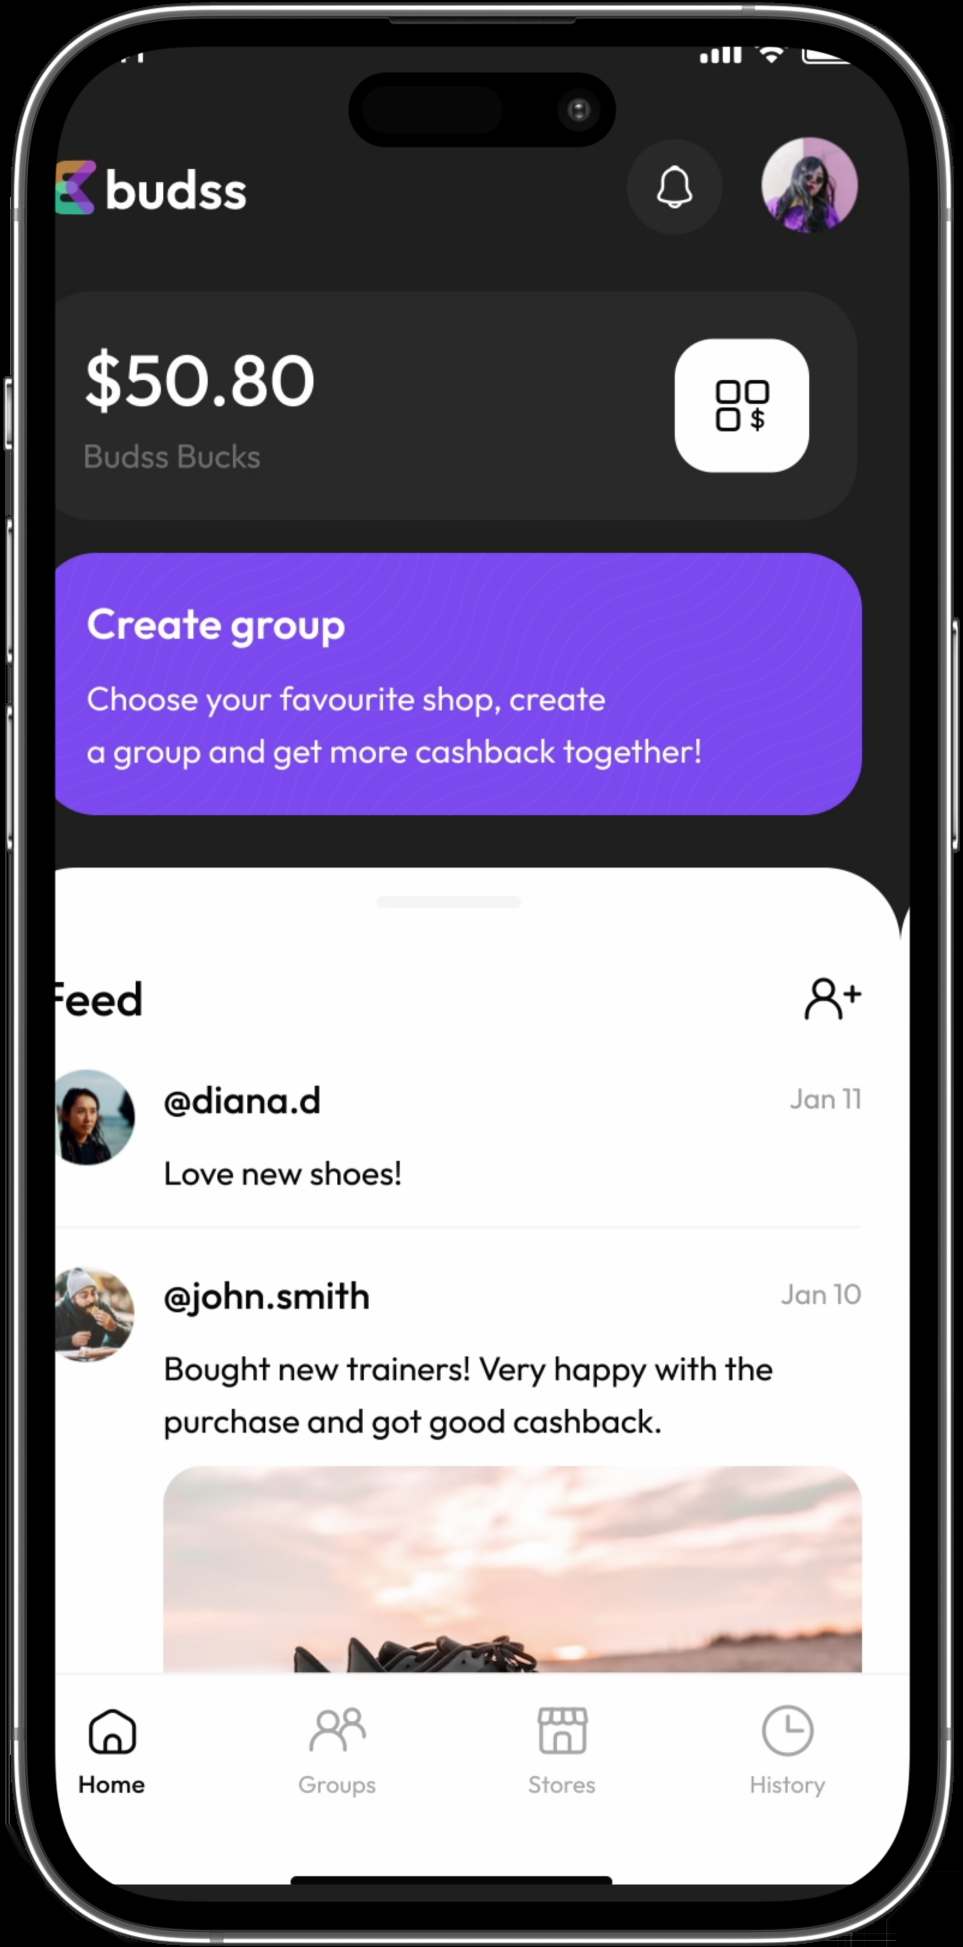 budss
$50.80
Budss Bucks
$
Create group
Choose your favourite shop, create
a group and get more cashback together!
Feed
@diana.d
Jan 11
Love new shoes!
@john.smith
Jan 10
Bought new trainers! Very happy with the
purchase and got good cashback.
Home
Groups
Stores
History